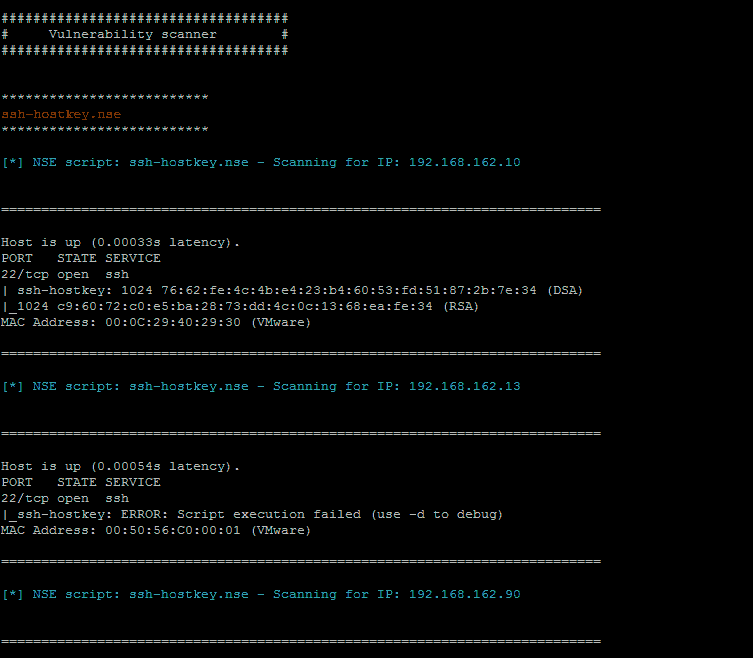 ####################################
#     Vulnerability scanner        #
####################################
**************************
ssh-hostkey.nse
**************************
[*] NSE script: ssh-hostkey.nse - Scanning for IP: 192.168.162.10
===========================================================================
Host is up (0.00033s latency).
PORT   STATE SERVICE
22/tcp open  ssh
| ssh-hostkey: 1024 76:62:fe:4c:4b:e4:23:b4:60:53:fd:51:87:2b:7e:34 (DSA)
|_1024 c9:60:72:c0:e5:ba:28:73:dd:4c:0c:13:68:ea:fe:34 (RSA)
MAC Address: 00:0C:29:40:29:30 (VMware)
===========================================================================
[*] NSE script: ssh-hostkey.nse - Scanning for IP: 192.168.162.13
===========================================================================
Host is up (0.00054s latency).
PORT   STATE SERVICE
22/tcp open  ssh
|_ssh-hostkey: ERROR: Script execution failed (use -d to debug)
MAC Address: 00:50:56:C0:00:01 (VMware)
===========================================================================
[*] NSE script: ssh-hostkey.nse - Scanning for IP: 192.168.162.90
===========================================================================